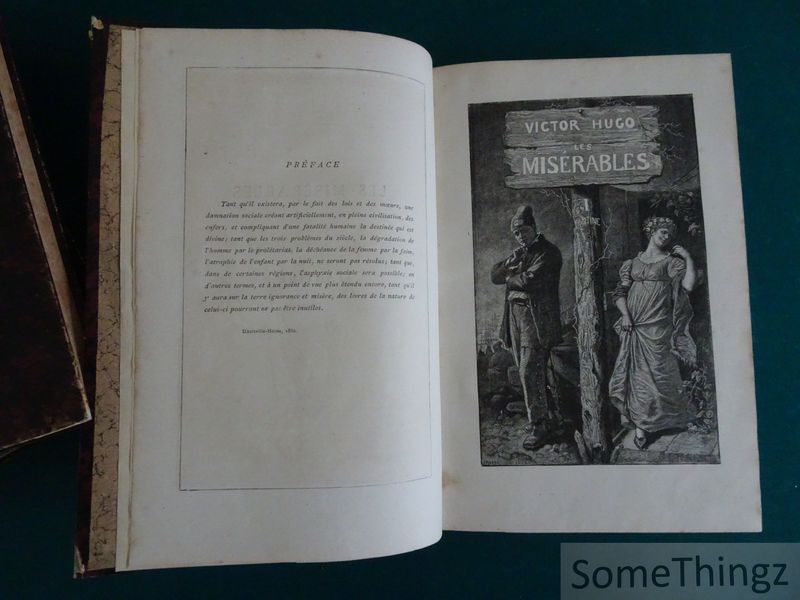 PRÉFACE
Tant qu'il existera, par le fait des lois et des mœurs, une
damnation sociale créant artificiellement, en pleine civilisation, des
enfers, et compliquant d'une fatalité humaine la destinée qui est
divine; tant que les trois problèmes du siècle, la dégradation de
l'homme par le prolétariat, la déchéance de la femme par la faim,
l'atrophie de l'enfant par la nuit, ne seront pas résolus; tant que,
dans de certaines régions, l'asphyxie sociale sera possible; en
d'autres termes, et à un point de vue plus étendu encore, tant qu'il
y aura sur la terre ignorance et misère, des livres de la nature de
celui-ci pourront ne pas être inutiles.
Hauteville-House, 1862.
VICTOR HUGO
LES
MISÉRABLES
I
SomeThingz